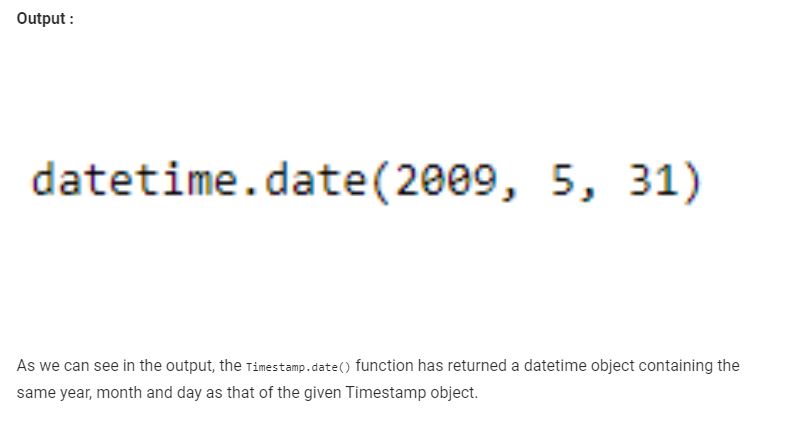 Output :
datetime.date(2009, 5, 31)
As we can see in the output, the Timestamp.date() function has returned a datetime object containing the
same year, month and day as that of the given Timestamp object.